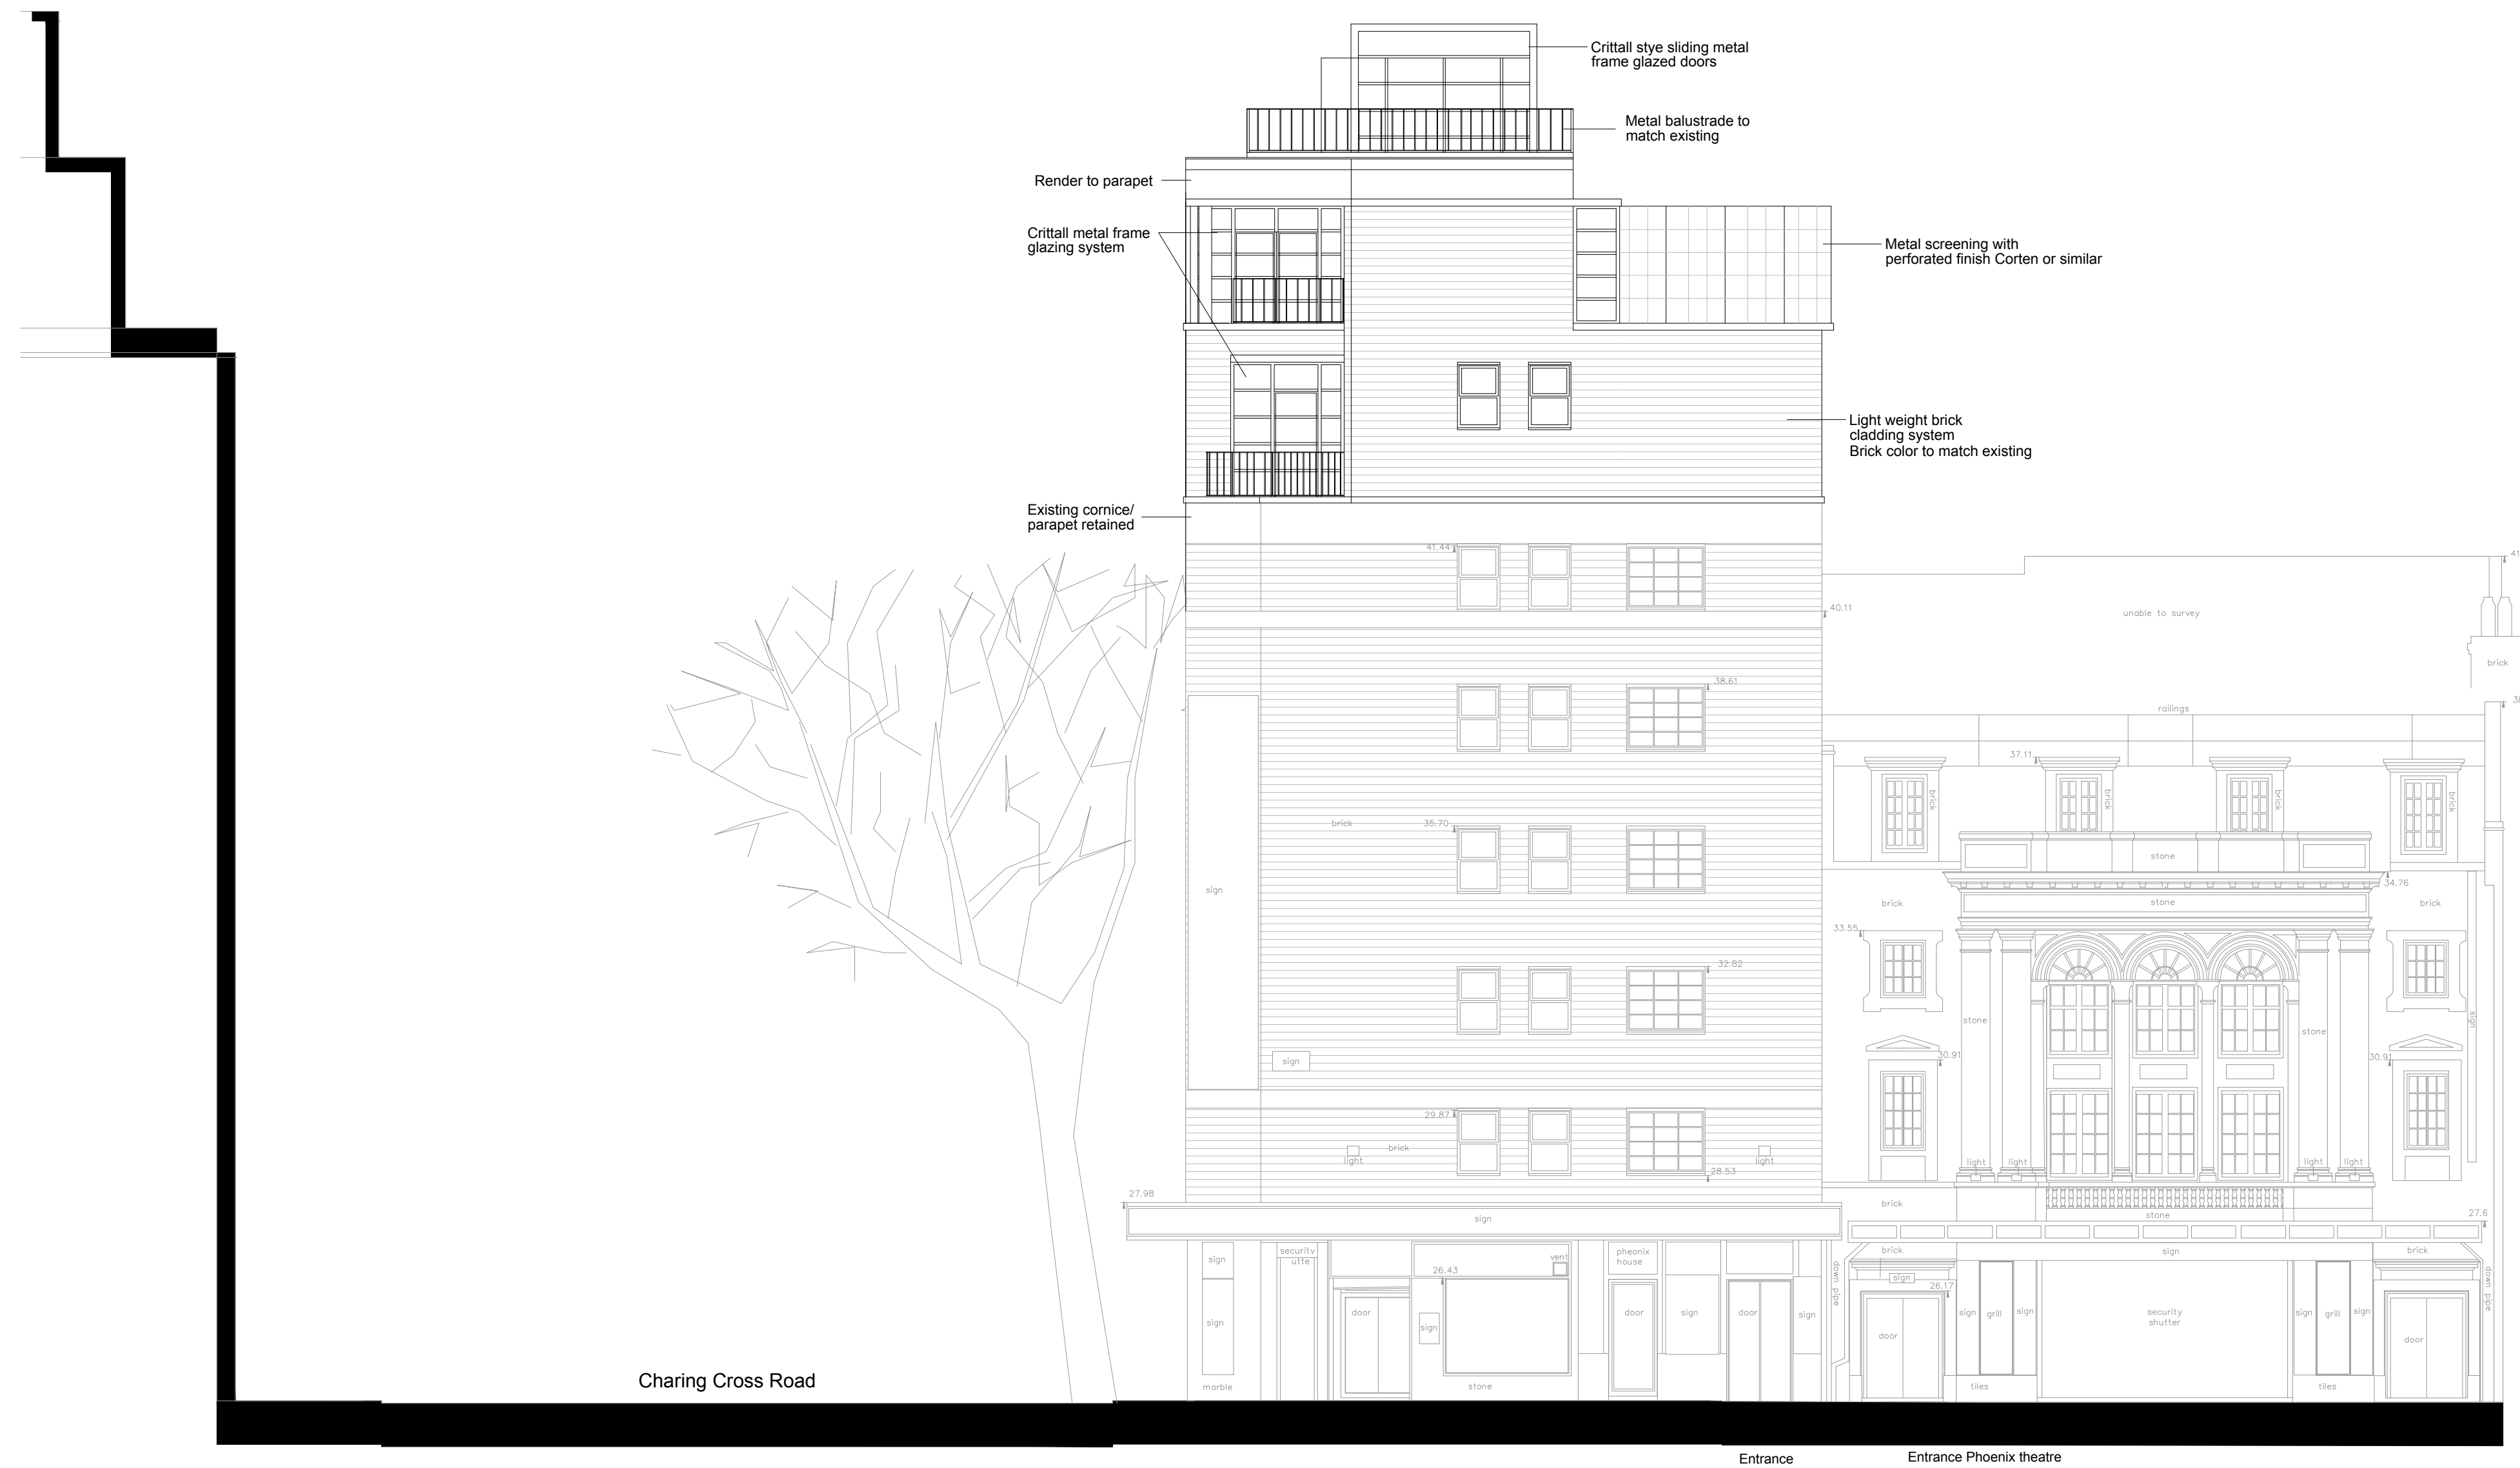 Crittall stye sliding metal
frame glazed doors
Metal balustrade to
match existing
Render to parapet
Crittall metal frame
glazing system
Metal screening with
perforated finish Corten or similar
Light weight brick
cladding system
Brick color to match existing
Existing cornice/
parapet retained
41.44
40.11
unable to survey
brick
38.61
railings
37.11
brick
brick
brick
brick
brick
35.70
stone
sign
34.76
brick
stone
brick
33.55
32.82
stone
stone
sign
sign
30.91
30.91
29.87
light
brick
light
28.53
light
light
light
light
27.98
brick
sign
stone
27.6
sign
security
utte
vent
pheonix
house
brick
sign
brick
26.43
down pipe
down pipe
sign
26.17
door
sign
door
sign
door
sign
sign
grill
sign
security
shutter
sign
grill
sign
sign
door
door
marble
stone
tiles
tiles
Charing Cross Road
Entrance
Entrance Phoenix theatre